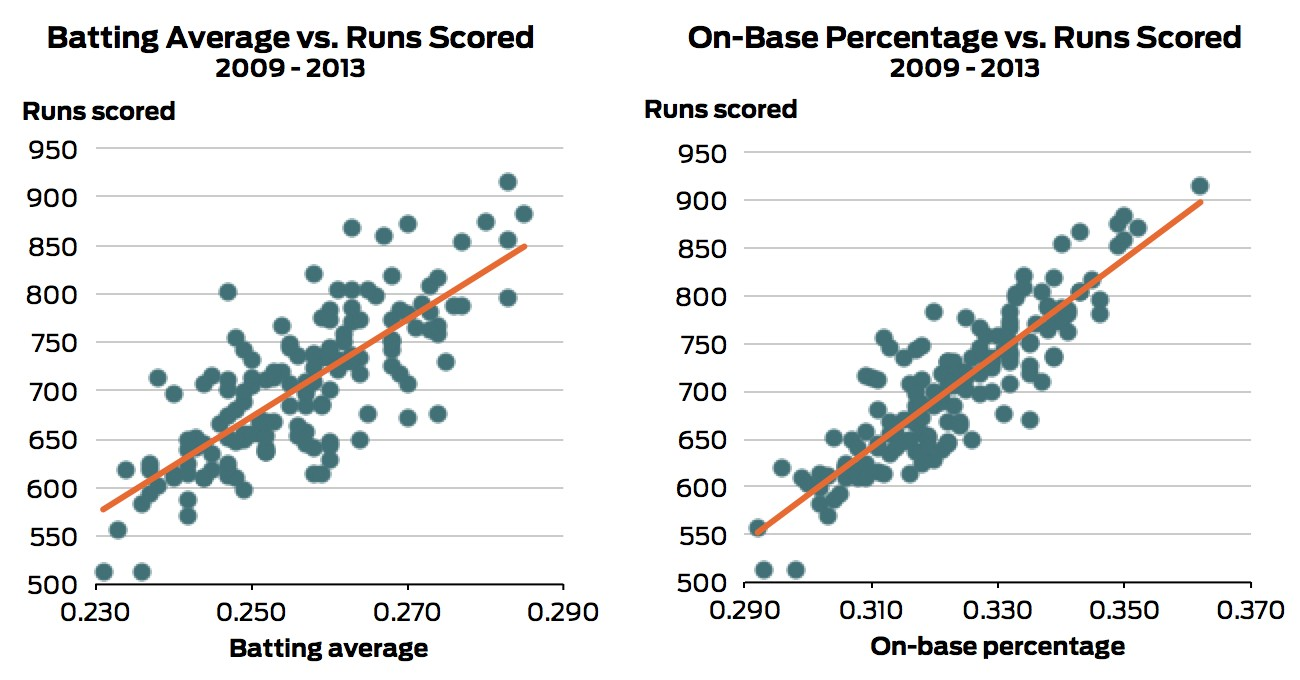 Batting Average vs. Runs Scored
2009 - 2013
Runs scored
950
900
850
800
750
700
650
600
550
500
0.230 0.250 0.270 0.290
Batting average
On-Base Percentage vs. Runs Scored
2009 - 2013
Runs scored
950
900
850
800
750
700
650
600
550
500
0.290 0.310 0.330 0.350 0.370
On-base percentage